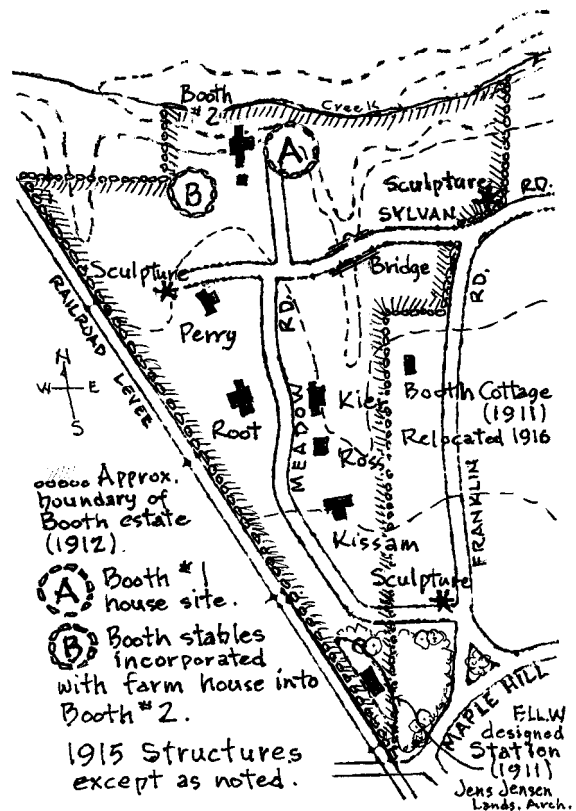 Booth
#2
Creek
A
B
Sculpture
SYLVAN RD.
Bridge
Sculpture
Perry
RAILROAD LEVEE
N
W E
S
MEADOW RD.
Root
Kier
Ross
Kissam
Booth Cottage
(1911)
Relocated 1916
FRANKLIN RD.
Sculpture
Approx.
boundary of
Booth estate
(1912).
A Booth #1
house site.
B Booth stables
incorporated
with farm house into
Booth #2.
1915 Structures
except as noted.
MAPLE HILL
F.LL.W
designed
Station
(1911)
Jens Jensen
Lands. Arch.